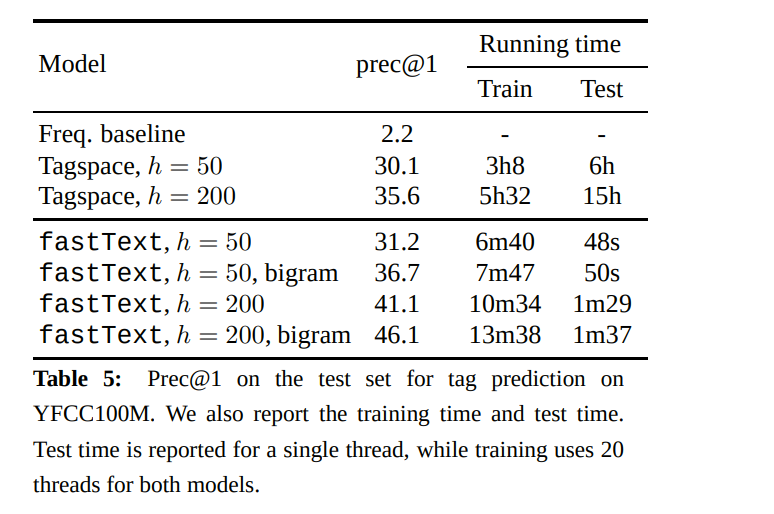 Model prec@1 Running time
Train Test
Freq. baseline 2.2 - -
Tagspace, h = 50 30.1 3h8 6h
Tagspace, h = 200 35.6 5h32 15h
fastText, h = 50 31.2 6m40 48s
fastText, h = 50, bigram 36.7 7m47 50s
fastText, h = 200 41.1 10m34 1m29
fastText, h = 200, bigram 46.1 13m38 1m37
Table 5: Prec@1 on the test set for tag prediction on
YFCC100M. We also report the training time and test time.
Test time is reported for a single thread, while training uses 20
threads for both models.